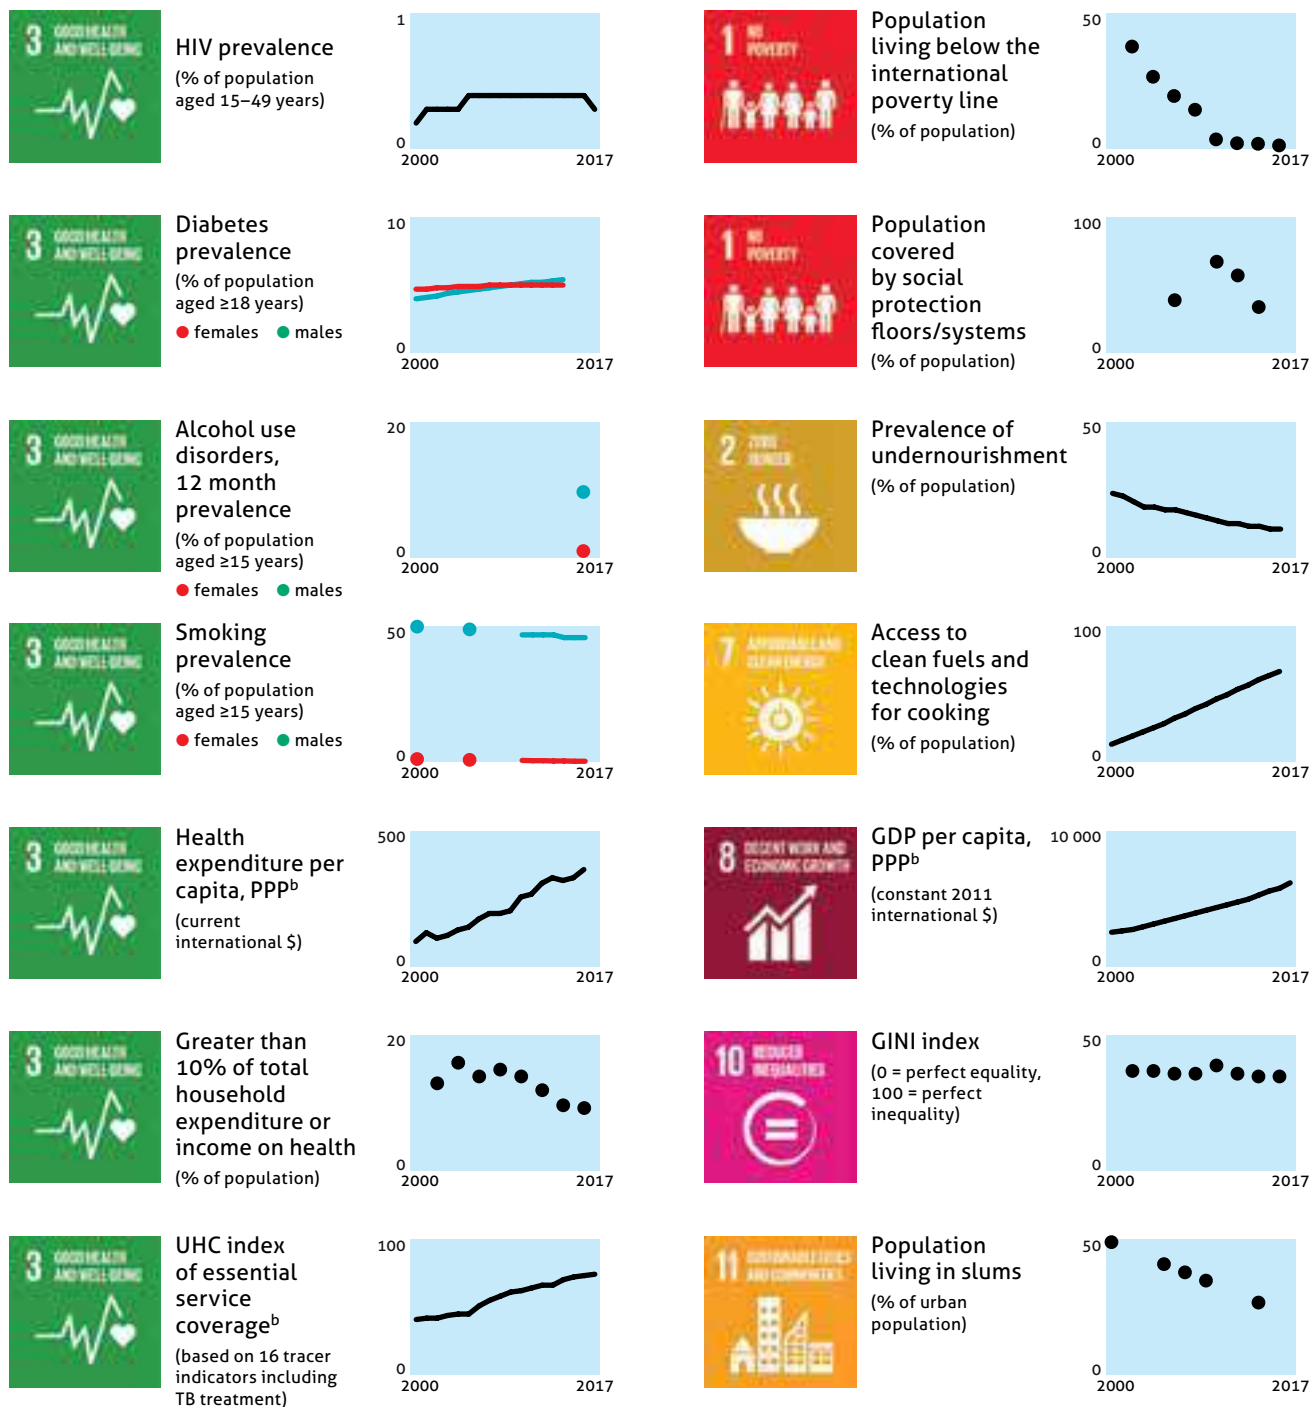 3 GOOD HEALTH
AND WELL-BEING
HIV prevalence
(% of population
aged 15–49 years)
1
0
2000 2017
3 GOOD HEALTH
AND WELL-BEING
Diabetes
prevalence
(% of population
aged ≥18 years)
females males
10
0
2000 2017
3 GOOD HEALTH
AND WELL-BEING
Alcohol use
disorders,
12 month
prevalence
(% of population
aged ≥15 years)
females males
20
0
2000 2017
3 GOOD HEALTH
AND WELL-BEING
Smoking
prevalence
(% of population
aged ≥15 years)
females males
50
0
2000 2017
3 GOOD HEALTH
AND WELL-BEING
Health
expenditure per
capita, PPPᵇ
(current
international $)
500
0
2000 2017
3 GOOD HEALTH
AND WELL-BEING
Greater than
10% of total
household
expenditure or
income on health
(% of population)
20
0
2000 2017
3 GOOD HEALTH
AND WELL-BEING
UHC index
of essential
service
coverageᵇ
(based on 16 tracer
indicators including
TB treatment)
100
0
2000 2017
1 NO
POVERTY
Population
living below the
international
poverty line
(% of population)
50
0
2000 2017
1 NO
POVERTY
Population
covered
by social
protection
floors/systems
(% of population)
100
0
2000 2017
2 ZERO
HUNGER
Prevalence of
undernourishment
(% of population)
50
0
2000 2017
7 AFFORDABLE AND
CLEAN ENERGY
Access to
clean fuels and
technologies
for cooking
(% of population)
100
0
2000 2017
8 DECENT WORK AND
ECONOMIC GROWTH
GDP per capita,
PPPᵇ
(constant 2011
international $)
10 000
0
2000 2017
10 REDUCED
INEQUALITIES
GINI index
(0 = perfect equality,
100 = perfect
inequality)
50
0
2000 2017
11 SUSTAINABLE CITIES
AND COMMUNITIES
Population
living in slums
(% of urban
population)
50
0
2000 2017